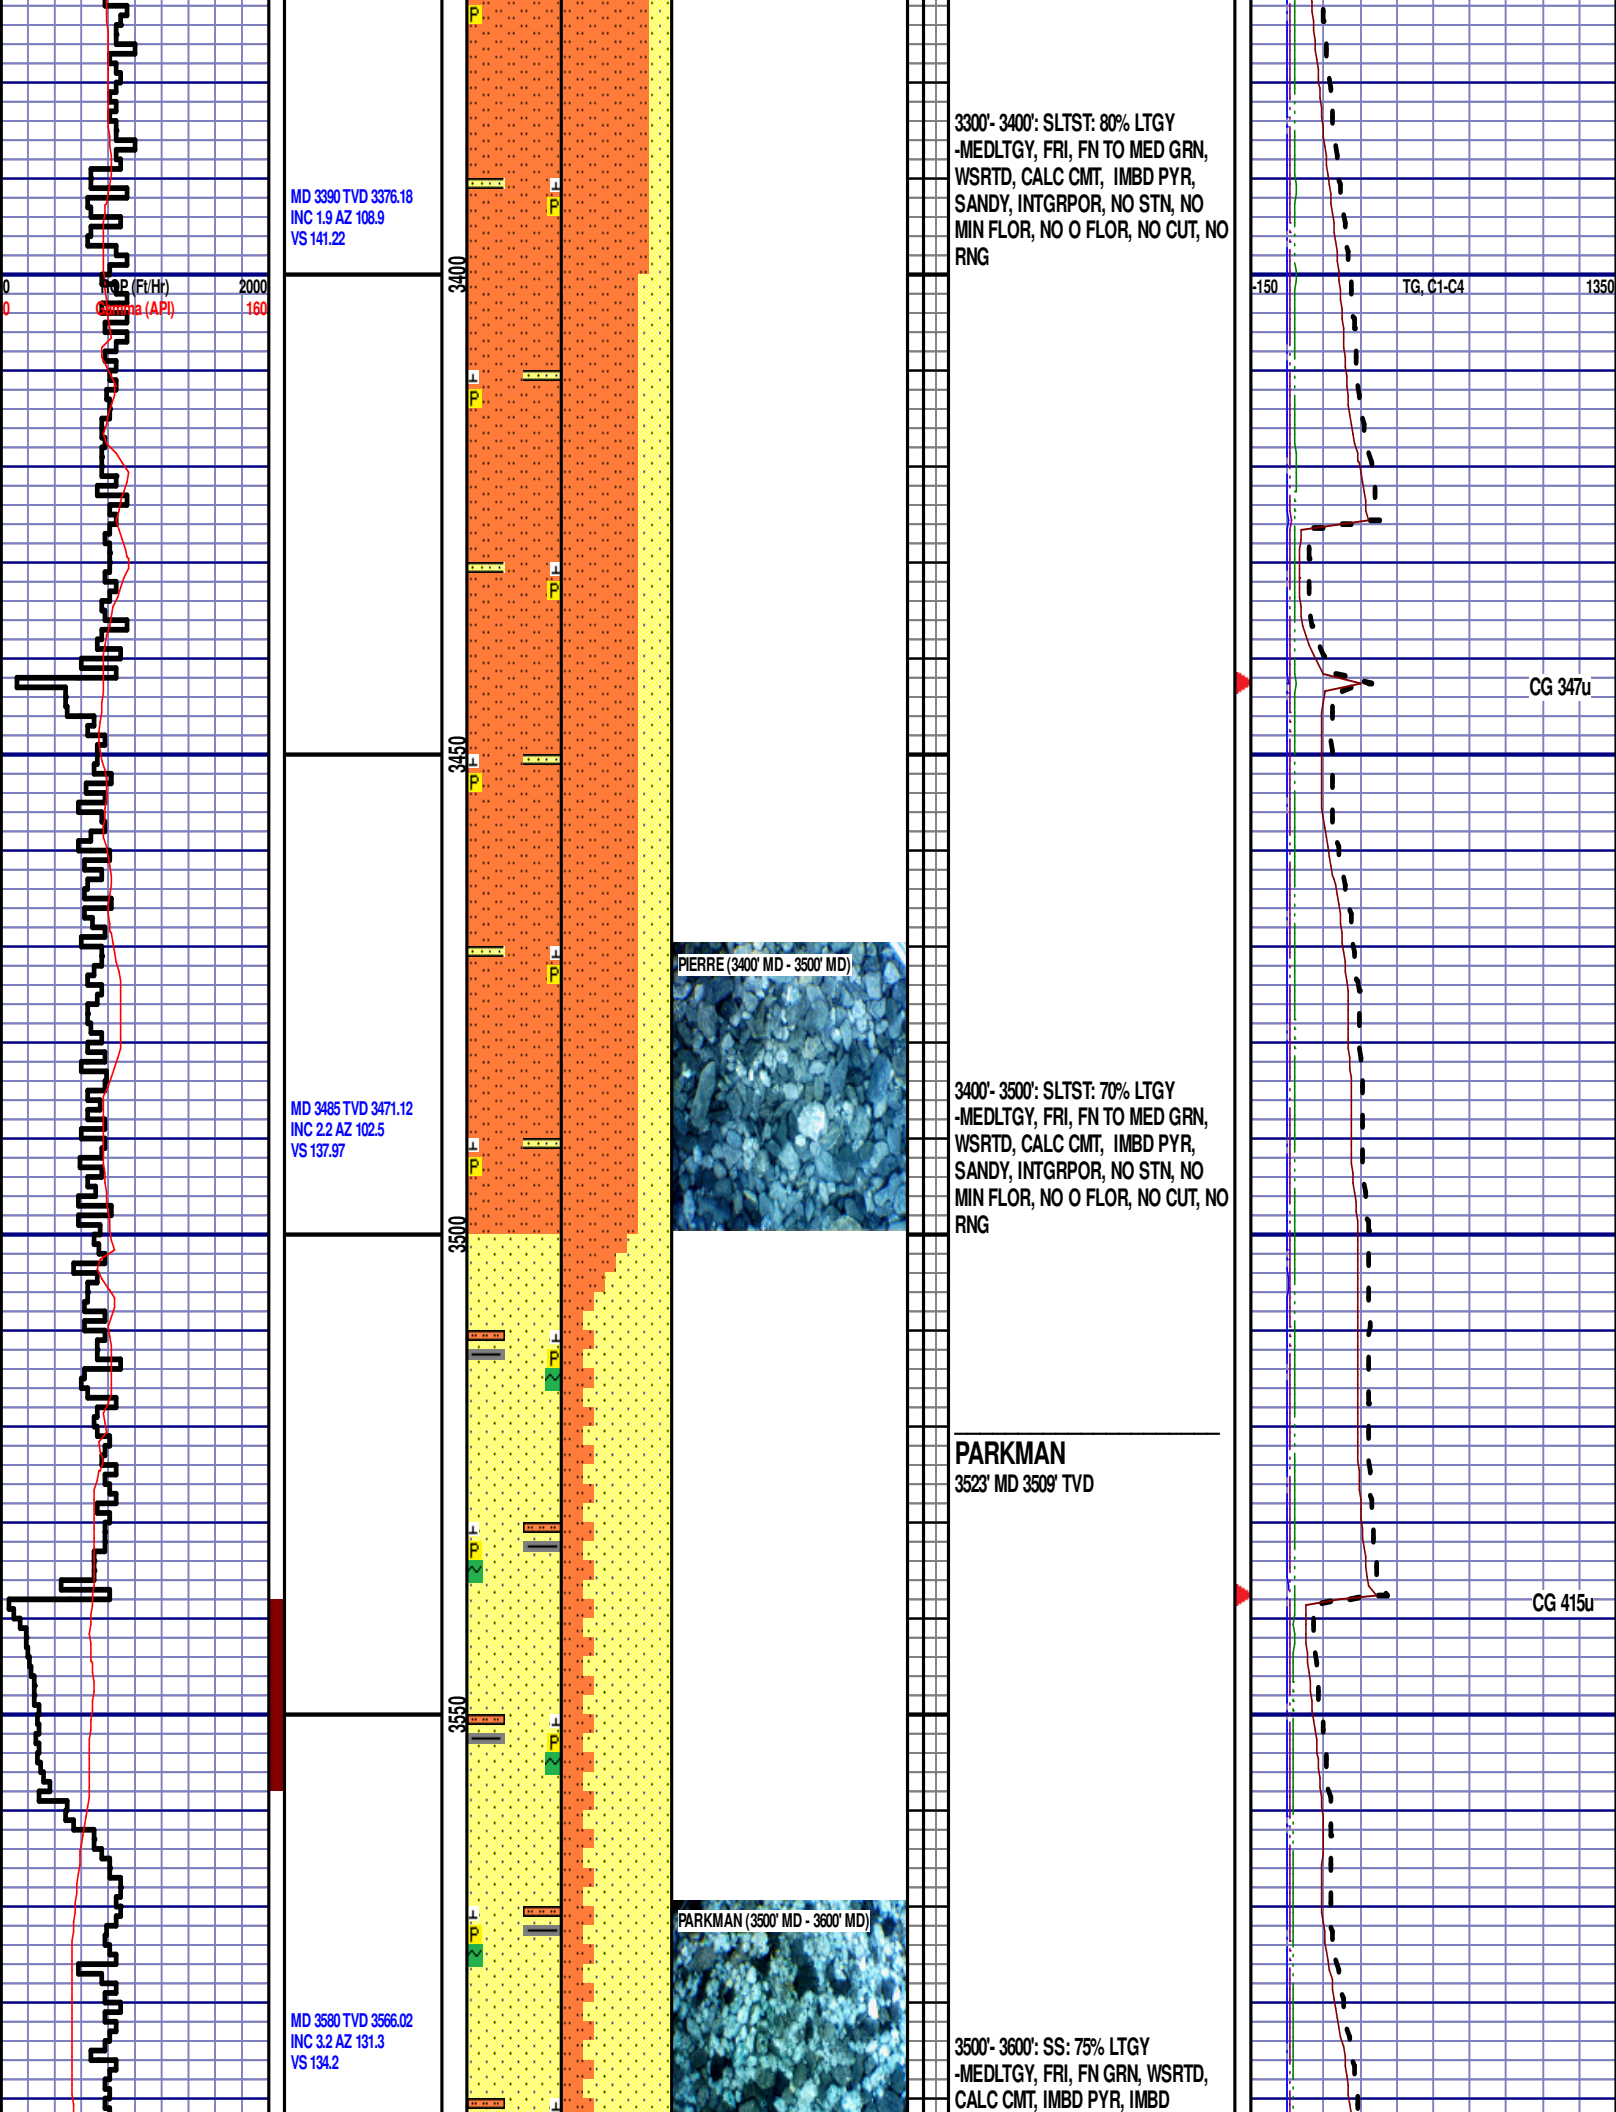 P
3300'- 3400': SLTST: 80% LTGY
-MEDLTGY, FRI, FN TO MED GRN,
WSRTD, CALC CMT, IMBD PYR,
SANDY, INTGRPOR, NO STN, NO
MIN FLOR, NO O FLOR, NO CUT, NO
RNG
MD 3390 TVD 3376.18
INC 1.9 AZ 108.9
VS 141.22
P
3400
0 ROP (Ft/Hr) 2000
0 Gamma (API) 160
-150 TG, C1-C4 1350
P
P
CG 347u
3450
P
P
PIERRE (3400' MD - 3500' MD)
MD 3485 TVD 3471.12
INC 2.2 AZ 102.5
VS 137.97
P
3400'- 3500': SLTST: 70% LTGY
-MEDLTGY, FRI, FN TO MED GRN,
WSRTD, CALC CMT, IMBD PYR,
SANDY, INTGRPOR, NO STN, NO
MIN FLOR, NO O FLOR, NO CUT, NO
RNG
3500
P
PARKMAN
3523' MD 3509' TVD
P
CG 415u
3550
P
P
PARKMAN (3500' MD - 3600' MD)
MD 3580 TVD 3566.02
INC 3.2 AZ 131.3
VS 134.2
3500'- 3600': SS: 75% LTGY
-MEDLTGY, FRI, FN GRN, WSRTD,
CALC CMT, IMBD PYR, IMBD